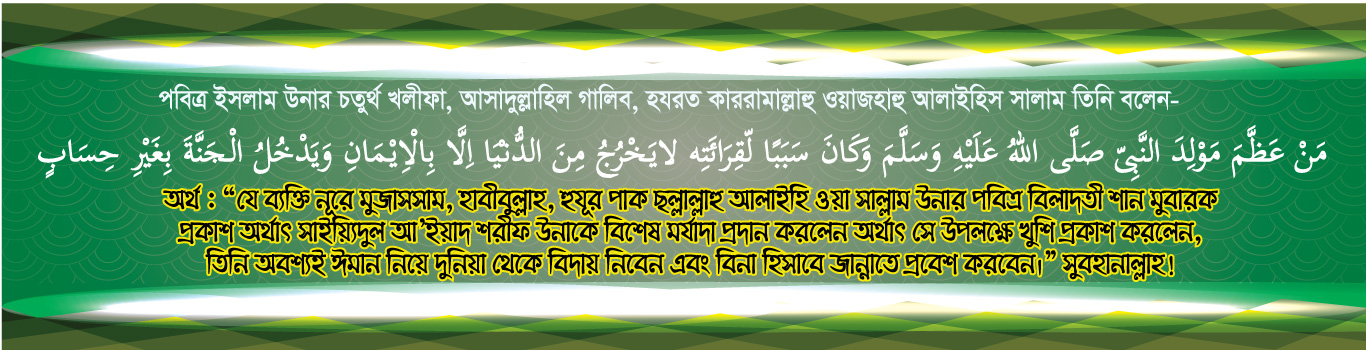 পবিত্র ইসলাম উনার চতুর্থ খলীফা, আসাদুল্লাহিল গালিব, হযরত কাররামাল্লাহু ওয়াজহাহু আলাইহিস সালাম তিনি বলেন-
مَنْ عَظَّمَ مَوْلِدَ النَّبِىِّ صَلَّى اللهُ عَلَيْهِ وَسَلَّمَ وَكَانَ سَبَبًا لِّقِرَائَتِه لايَخْرُجُ مِنَ الدُّنْيَا اِلَّا بِالْاِيْمَانِ وَيَدْخُلُ الْجَنَّةَ بِغَيْرِ حِسَابٍ
অর্থ : “যে ব্যক্তি নূরে মুজাসসাম, হাবীবুল্লাহ, হুযূর পাক ছল্লাল্লাহু আলাইহি ওয়া সাল্লাম উনার পবিত্র বিলাদতী শান মুবারক
প্রকাশ অর্থাৎ সাইয়্যিদুল আ’ইয়াদ শরীফ উনাকে বিশেষ মর্যাদা প্রদান করলেন অর্থাৎ সে উপলক্ষে খুশি প্রকাশ করলেন,
তিনি অবশ্যই ঈমান নিয়ে দুনিয়া থেকে বিদায় নিবেন এবং বিনা হিসাবে জান্নাতে প্রবেশ করবেন।” সুবহানাল্লাহ!